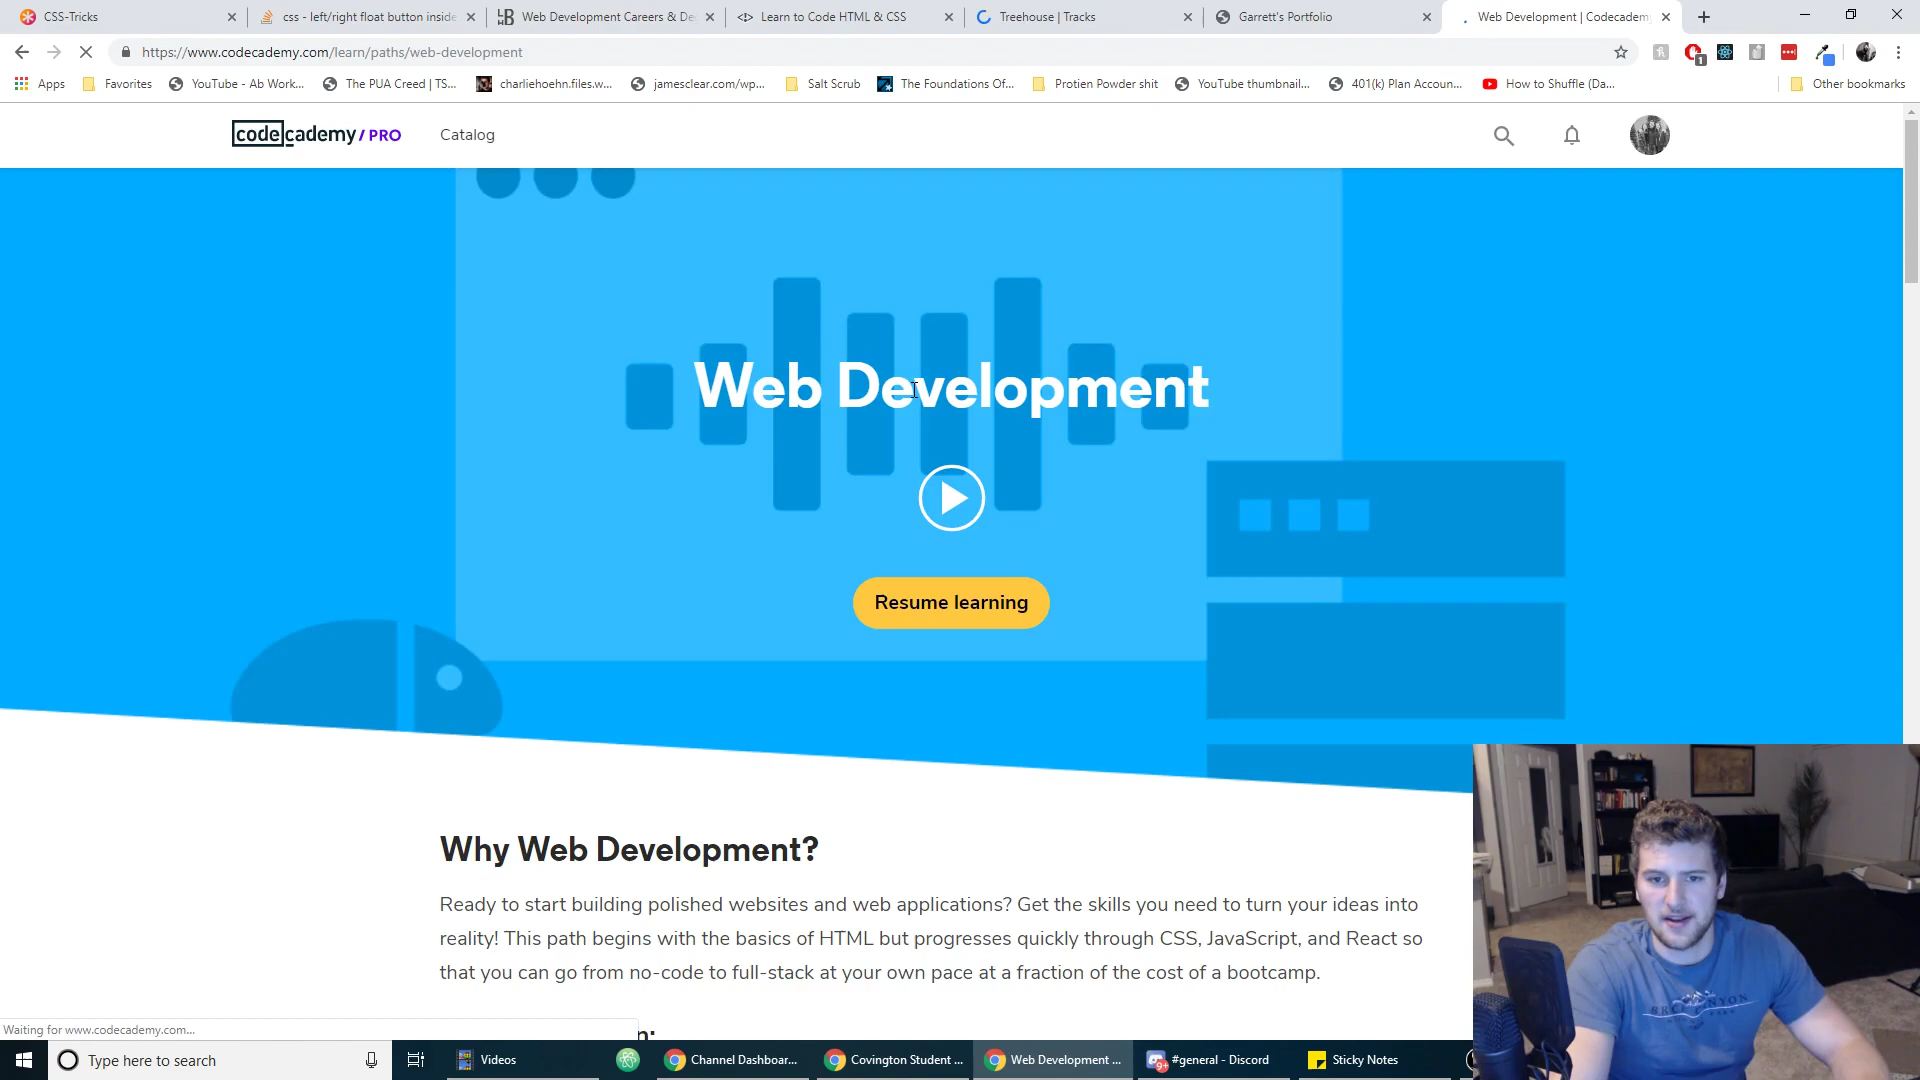 CSS-Tricks
css - left/right float button inside
Web Development Careers & De
Learn to Code HTML & CSS
Treehouse | Tracks
Garrett's Portfolio
Web Development | Codecadem
https://www.codecademy.com/learn/paths/web-development
Apps
Favorites
YouTube - Ab Work...
The PUA Creed | TS...
charliehoehn.files.w...
jamesclear.com/wp...
Salt Scrub
The Foundations Of...
Protien Powder shit
YouTube thumbnail...
401(k) Plan Accoun...
How to Shuffle (Da...
Other bookmarks
codecademy / PRO
Catalog
Web Development
Resume learning
Why Web Development?
Ready to start building polished websites and web applications? Get the skills you need to turn your ideas into
reality! This path begins with the basics of HTML but progresses quickly through CSS, JavaScript, and React so
that you can go from no-code to full-stack at your own pace at a fraction of the cost of a bootcamp.
Waiting for www.codecademy.com...
Type here to search
Videos
Channel Dashboar...
Covington Student ...
Web Development ...
9+
#general - Discord
Sticky Notes